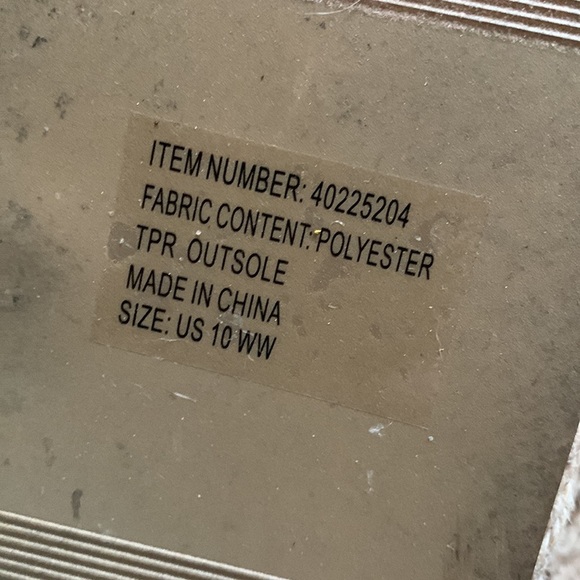 ITEM NUMBER: 40225204
FABRIC CONTENT: POLYESTER
TPR OUTSOLE
MADE IN CHINA
SIZE: US 10 WW